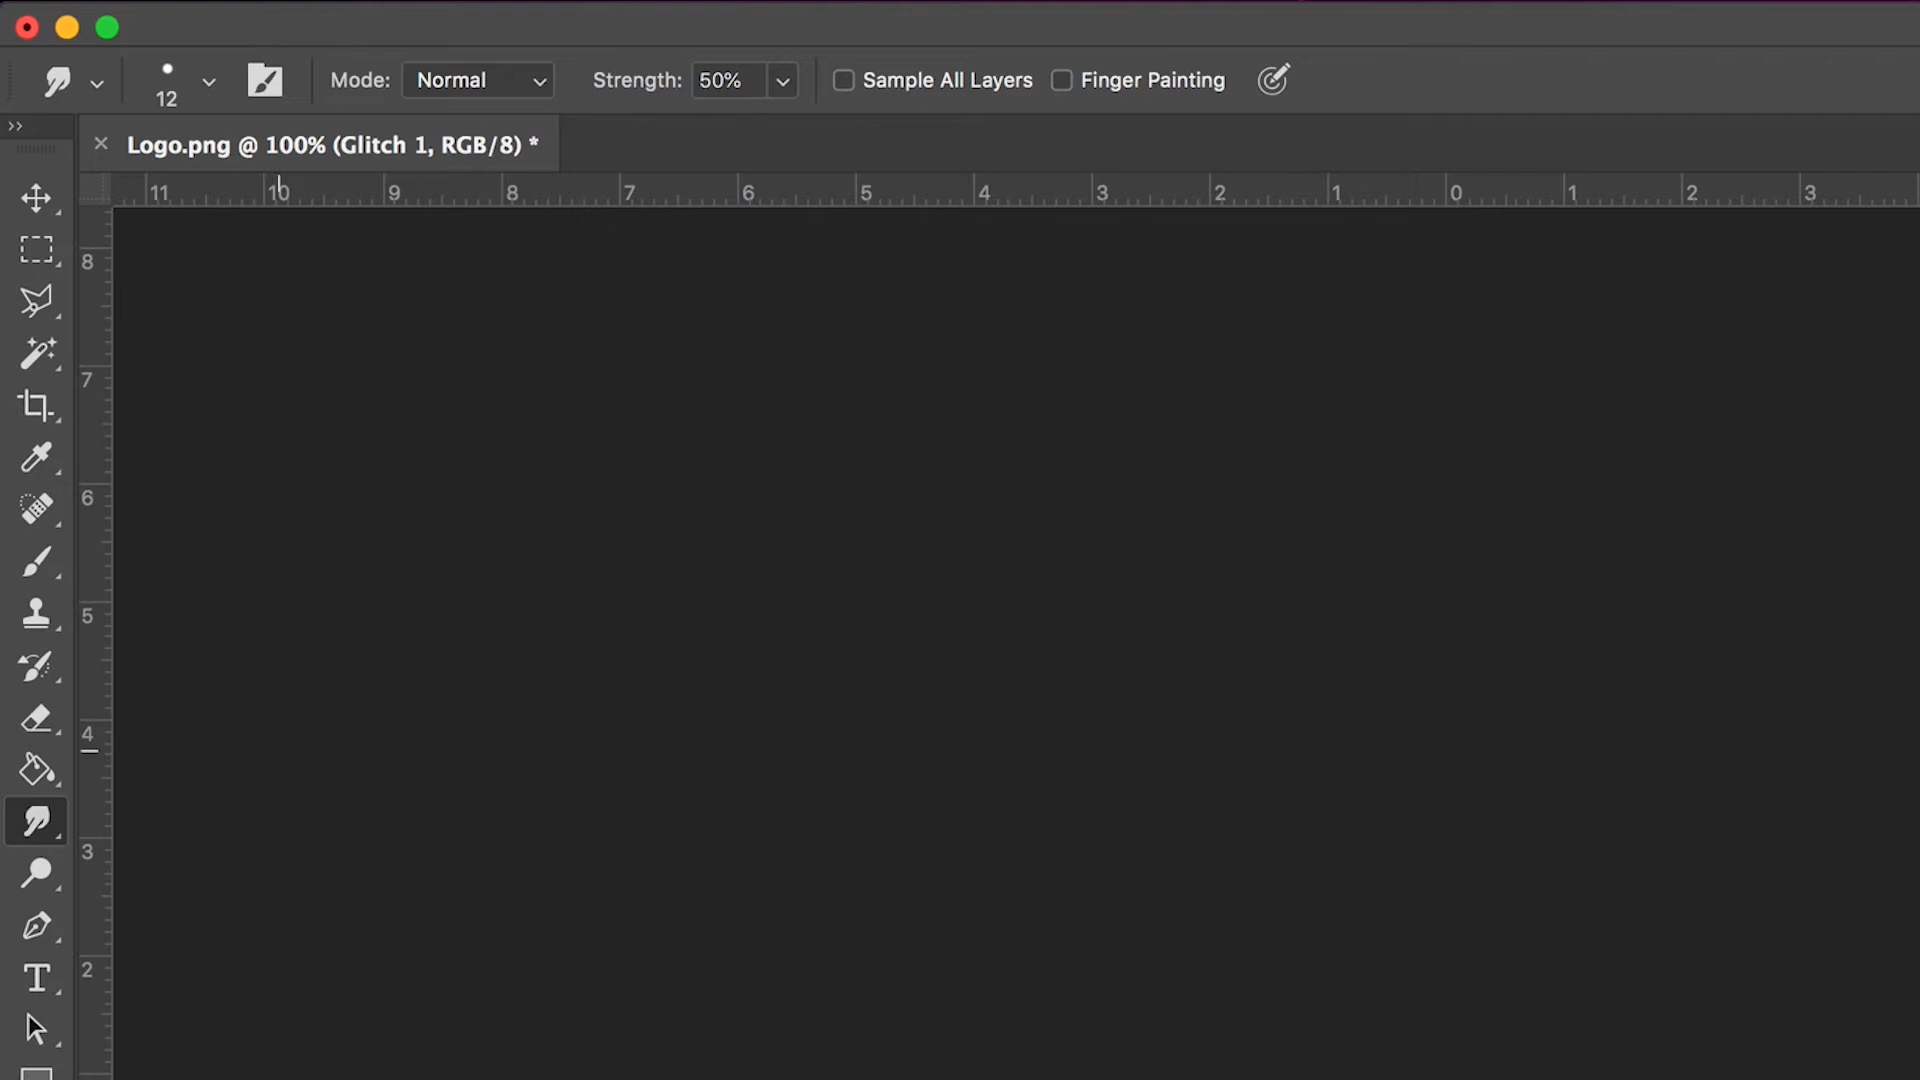 Mode: Normal Strength: 50% Sample All Layers Finger Painting
12
Logo.png @ 100% (Glitch 1, RGB/8) *
11 10 9 8 7 6 5 4 3 2 1 0 1 2 3
8
7
6
5
4
3
2